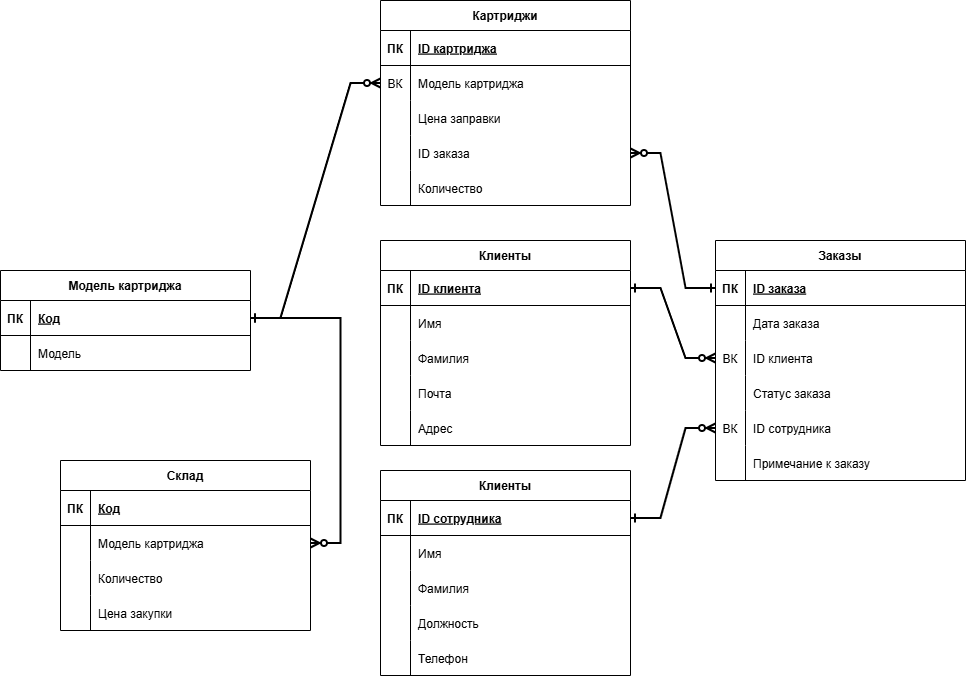 Картриджи
ПК ID картриджа
ВК Модель картриджа
Цена заправки
ID заказа
Количество
Модель картриджа
ПК Код
Модель
Клиенты
ПК ID клиента
Имя
Фамилия
Почта
Адрес
Заказы
ПК ID заказа
Дата заказа
ВК ID клиента
Статус заказа
ВК ID сотрудника
Примечание к заказу
Склад
ПК Код
Модель картриджа
Количество
Цена закупки
Клиенты
ПК ID сотрудника
Имя
Фамилия
Должность
Телефон